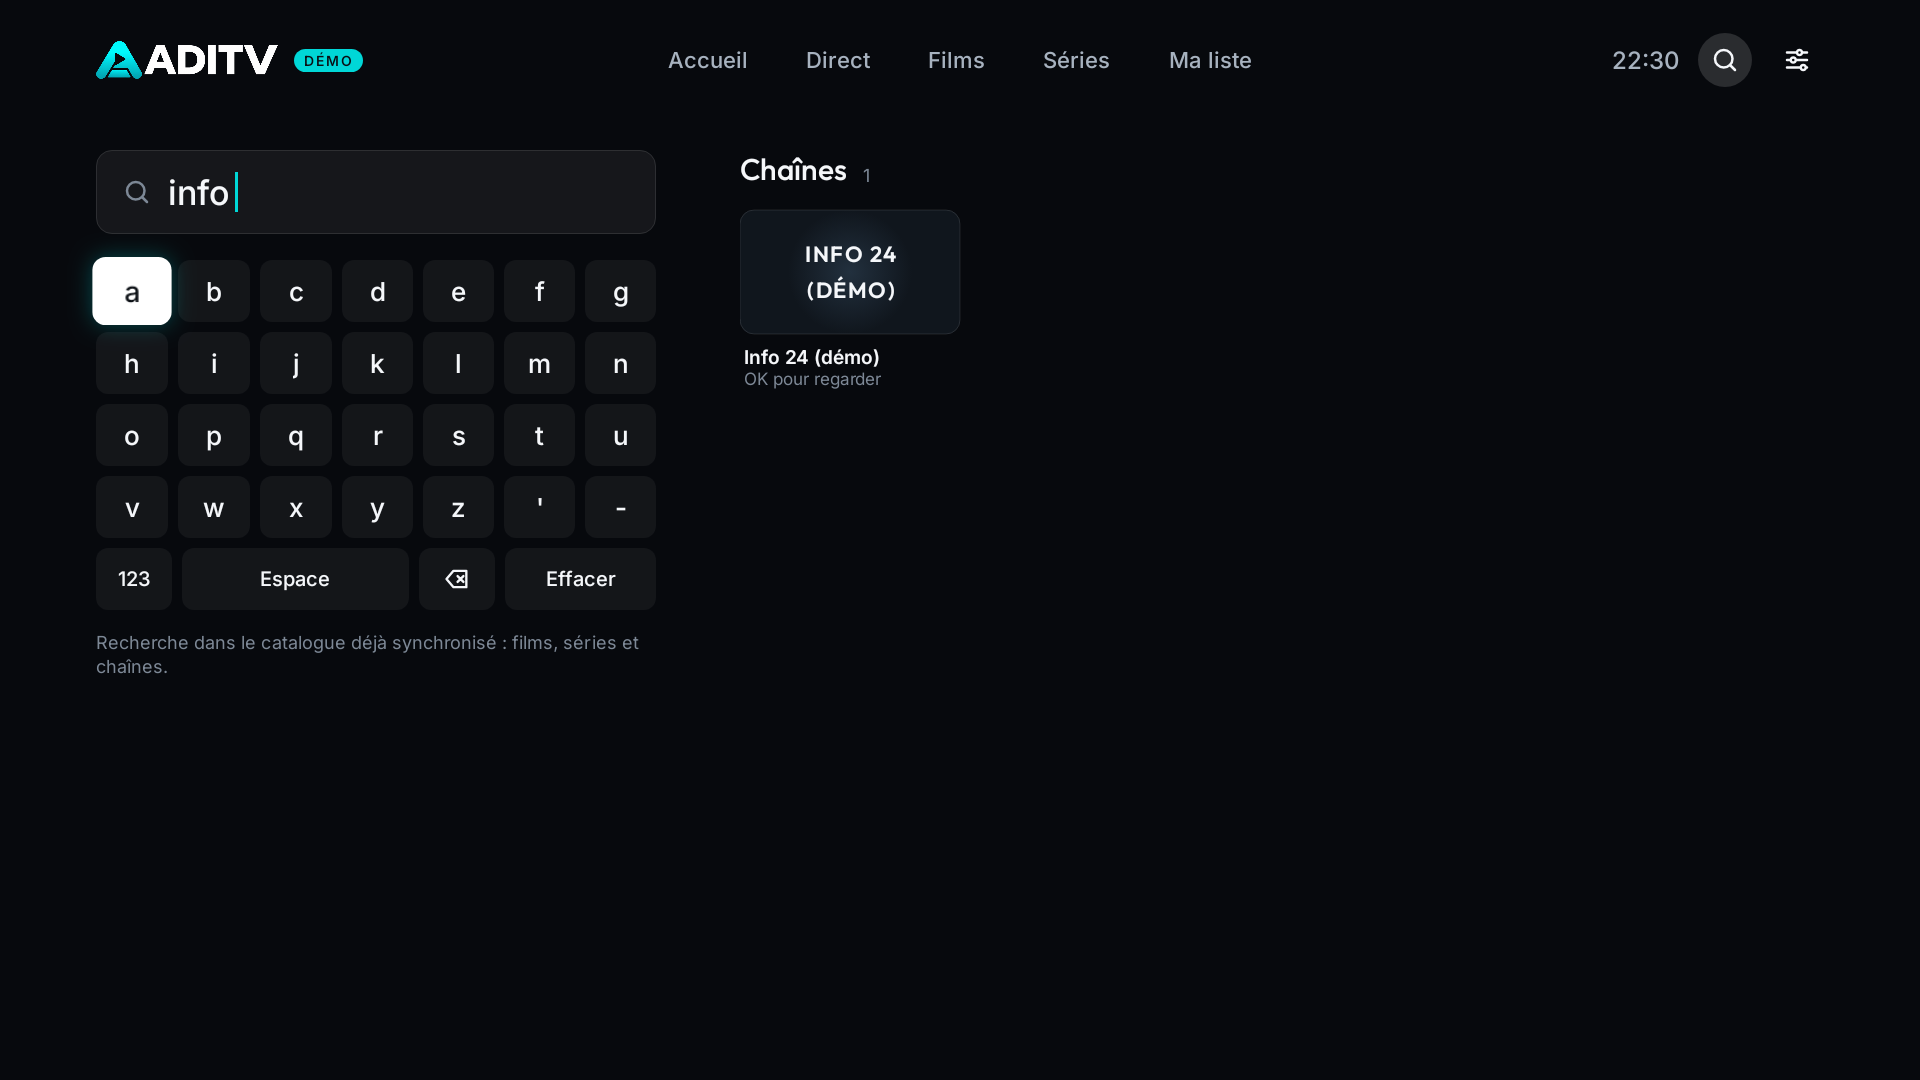 ADITV DÉMO Accueil Direct Films Séries Ma liste 22:30
info
a b c d e f g
h i j k l m n
o p q r s t u
v w x y z ' -
123 Espace Effacer
Recherche dans le catalogue déjà synchronisé : films, séries et
chaînes.
Chaînes 1
INFO 24
(DÉMO)
Info 24 (démo)
OK pour regarder